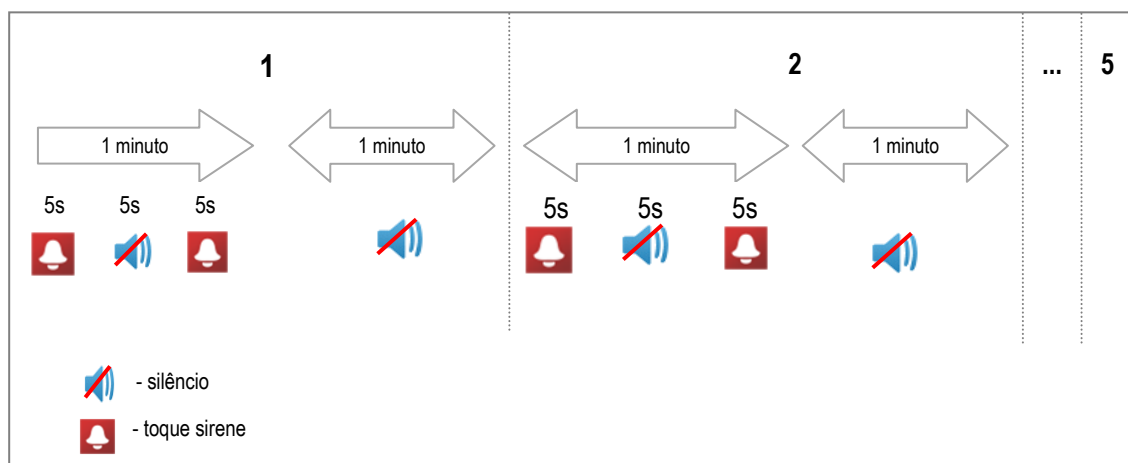 1 2 ... 5
1 minuto 1 minuto 1 minuto 1 minuto
5s 5s 5s 5s 5s 5s
- silêncio
- toque sirene